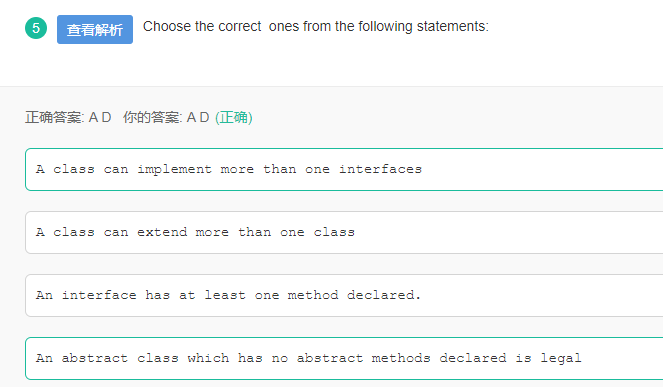 5 查看解析 Choose the correct  ones from the following statements:
正确答案: A D   你的答案: A D (正确)
A class can implement more than one interfaces
A class can extend more than one class
An interface has at least one method declared.
An abstract class which has no abstract methods declared is legal